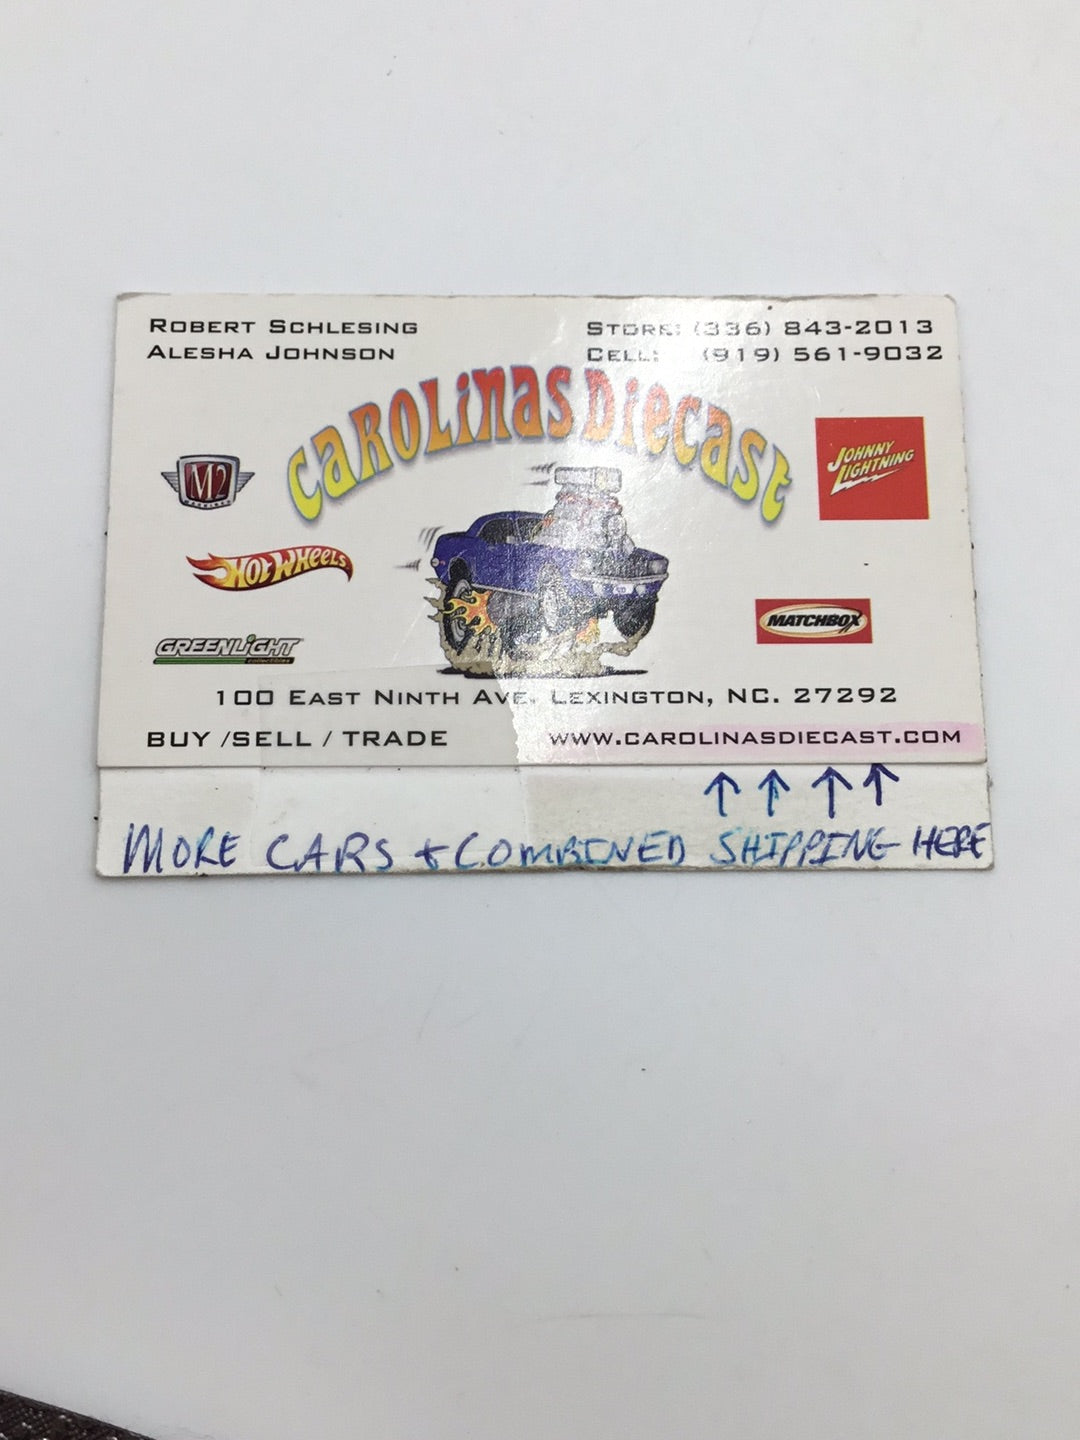 ROBERT SCHLESING
ALESHA JOHNSON
STORE: (336) 843-2013
CELL: (919) 561-9032
CAROLINAS DIECAST
M2
MACHINES
JOHNNY
LIGHTNING
HOT WHEELS
MATCHBOX
GREENLIGHT
collectibles
100 EAST NINTH AVE. LEXINGTON, NC. 27292
BUY /SELL / TRADE
WWW.CAROLINASDIECAST.COM
MORE CARS & COMBINED SHIPPING HERE